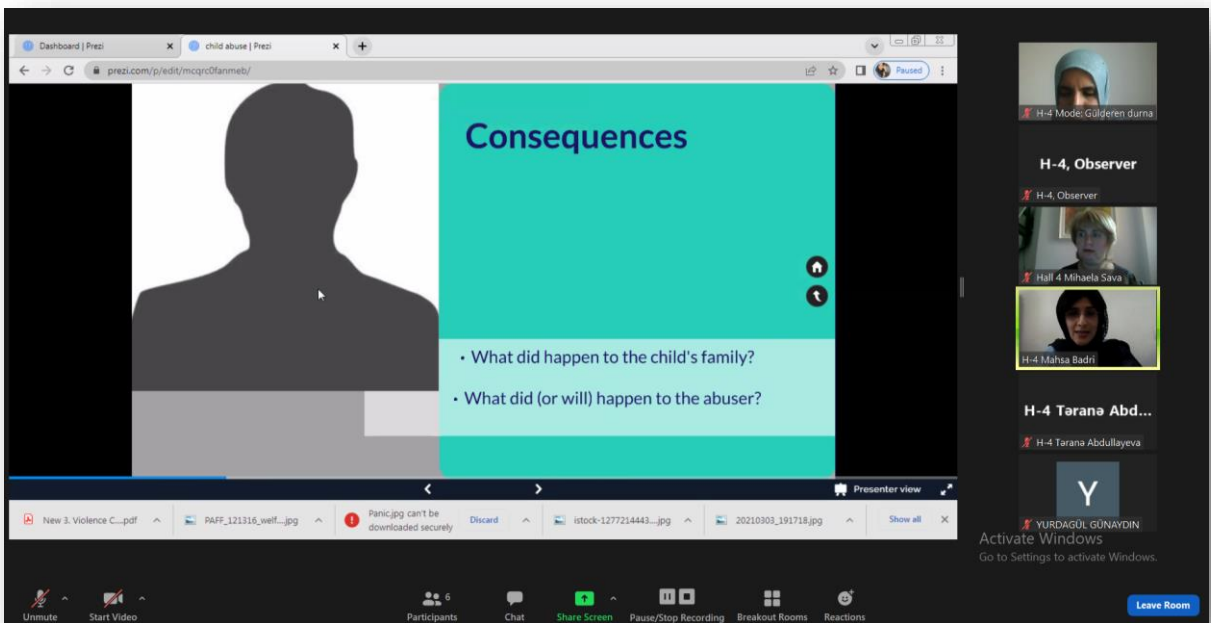 Dashboard | Prezi
child abuse | Prezi
prezi.com/p/edit/mcqrc0fanmeb/
Paused
Consequences
• What did happen to the child's family?
• What did (or will) happen to the abuser?
Presenter view
New 3. Violence C....pdf
PAFF_121316_welf....jpg
Panic.jpg can't be
downloaded securely
Discard
istock-1277214443....jpg
20210303_191718.jpg
Show all
H-4 Mode: Gülderen durna
H-4, Observer
H-4, Observer
Hall 4 Mihaela Sava
H-4 Mahsa Badri
H-4 Təranə Abd...
H-4 Təranə Abdullayeva
Y
YURDAGÜL GÜNAYDIN
Activate Windows
Go to Settings to activate Windows.
Unmute
Start Video
6
Participants
Chat
Share Screen
Pause/Stop Recording
Breakout Rooms
Reactions
Leave Room